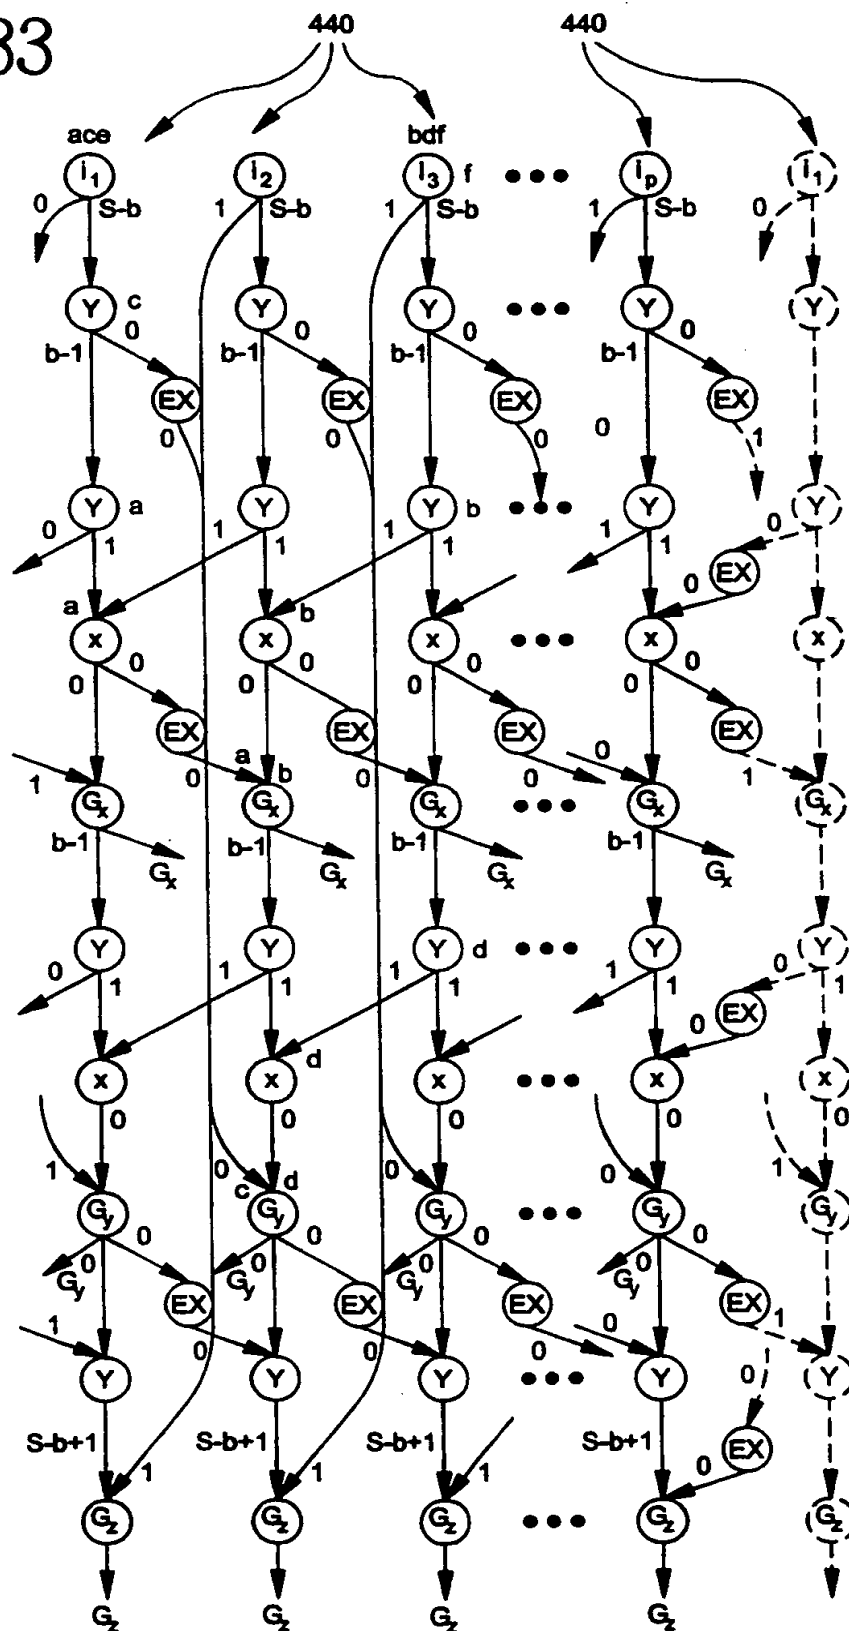 33
440 440
ace bdf
i1 i2 i3 f ip i1
0 S-b 1 S-b 1 S-b 1 S-b 0
Y c Y Y Y Y
0 0 0 0
b-1 b-1 b-1 b-1
EX EX EX EX
0 0 0 0 1
Y a Y Y b Y Y
0 1 1 1 1 1 1 1 0
EX
a b 0
x x x x x
0 0 0 0
0 0 0 0
EX EX EX EX
a b 0
1 0 0 0 1
Gx Gx Gx Gx Gx
b-1 b-1 b-1 b-1
Gx Gx Gx Gx
Y Y Y d Y Y
0 1 1 1 1 1 1 1 0 1
EX
d 0
x x x x x
0 0 0 0 0
1 0 c d 0 0 1
Gy Gy Gy Gy Gy
0 0 0 0
0 0 0 0
Gy Gy Gy Gy
EX EX EX EX
1 0 0 0 0 1
Y Y Y Y Y
0
S-b+1 S-b+1 S-b+1 S-b+1
EX
1 1 1 0
Gz Gz Gz Gz Gz
Gz Gz Gz Gz